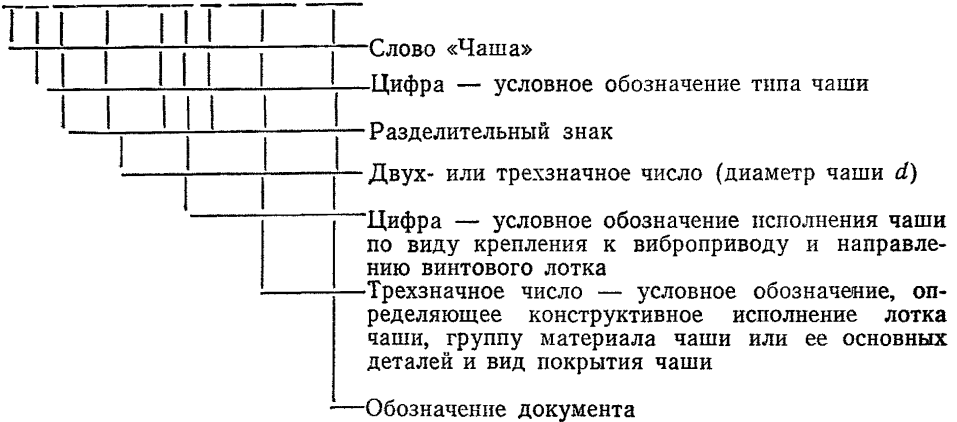 Слово «Чаша»
Цифра — условное обозначение типа чаши
Разделительный знак
Двух- или трехзначное число (диаметр чаши d)
Цифра — условное обозначение исполнения чаши
по виду крепления к виброприводу и направле-
нию винтового лотка
Трехзначное число — условное обозначение, оп-
ределяющее конструктивное исполнение лотка
чаши, группу материала чаши или ее основных
деталей и вид покрытия чаши
Обозначение документа